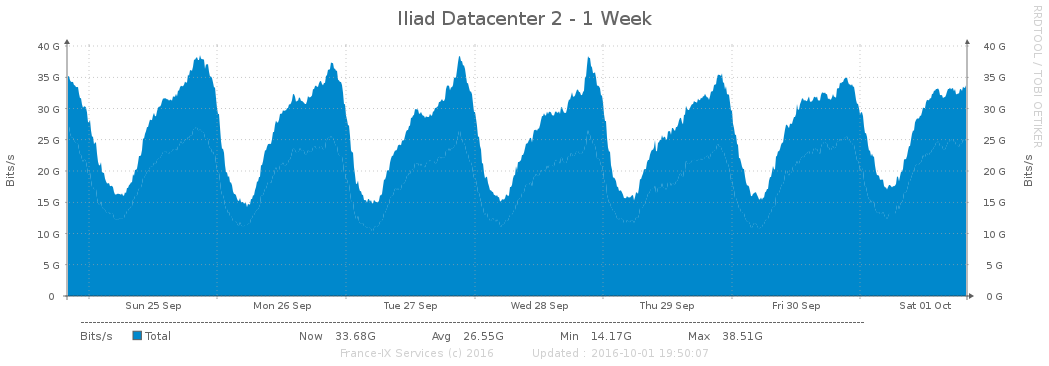 Iliad Datacenter 2 - 1 Week
RRDTOOL / TOBI OETIKER
40 G 40 G
35 G 35 G
30 G 30 G
25 G 25 G
20 G 20 G
15 G 15 G
10 G 10 G
5 G 5 G
0 0 G
Bits/s Bits/s
Sun 25 Sep Mon 26 Sep Tue 27 Sep Wed 28 Sep Thu 29 Sep Fri 30 Sep Sat 01 Oct
Bits/s Total Now 33.68G Avg 26.55G Min 14.17G Max 38.51G
France-IX Services (c) 2016 Updated : 2016-10-01 19:50:07